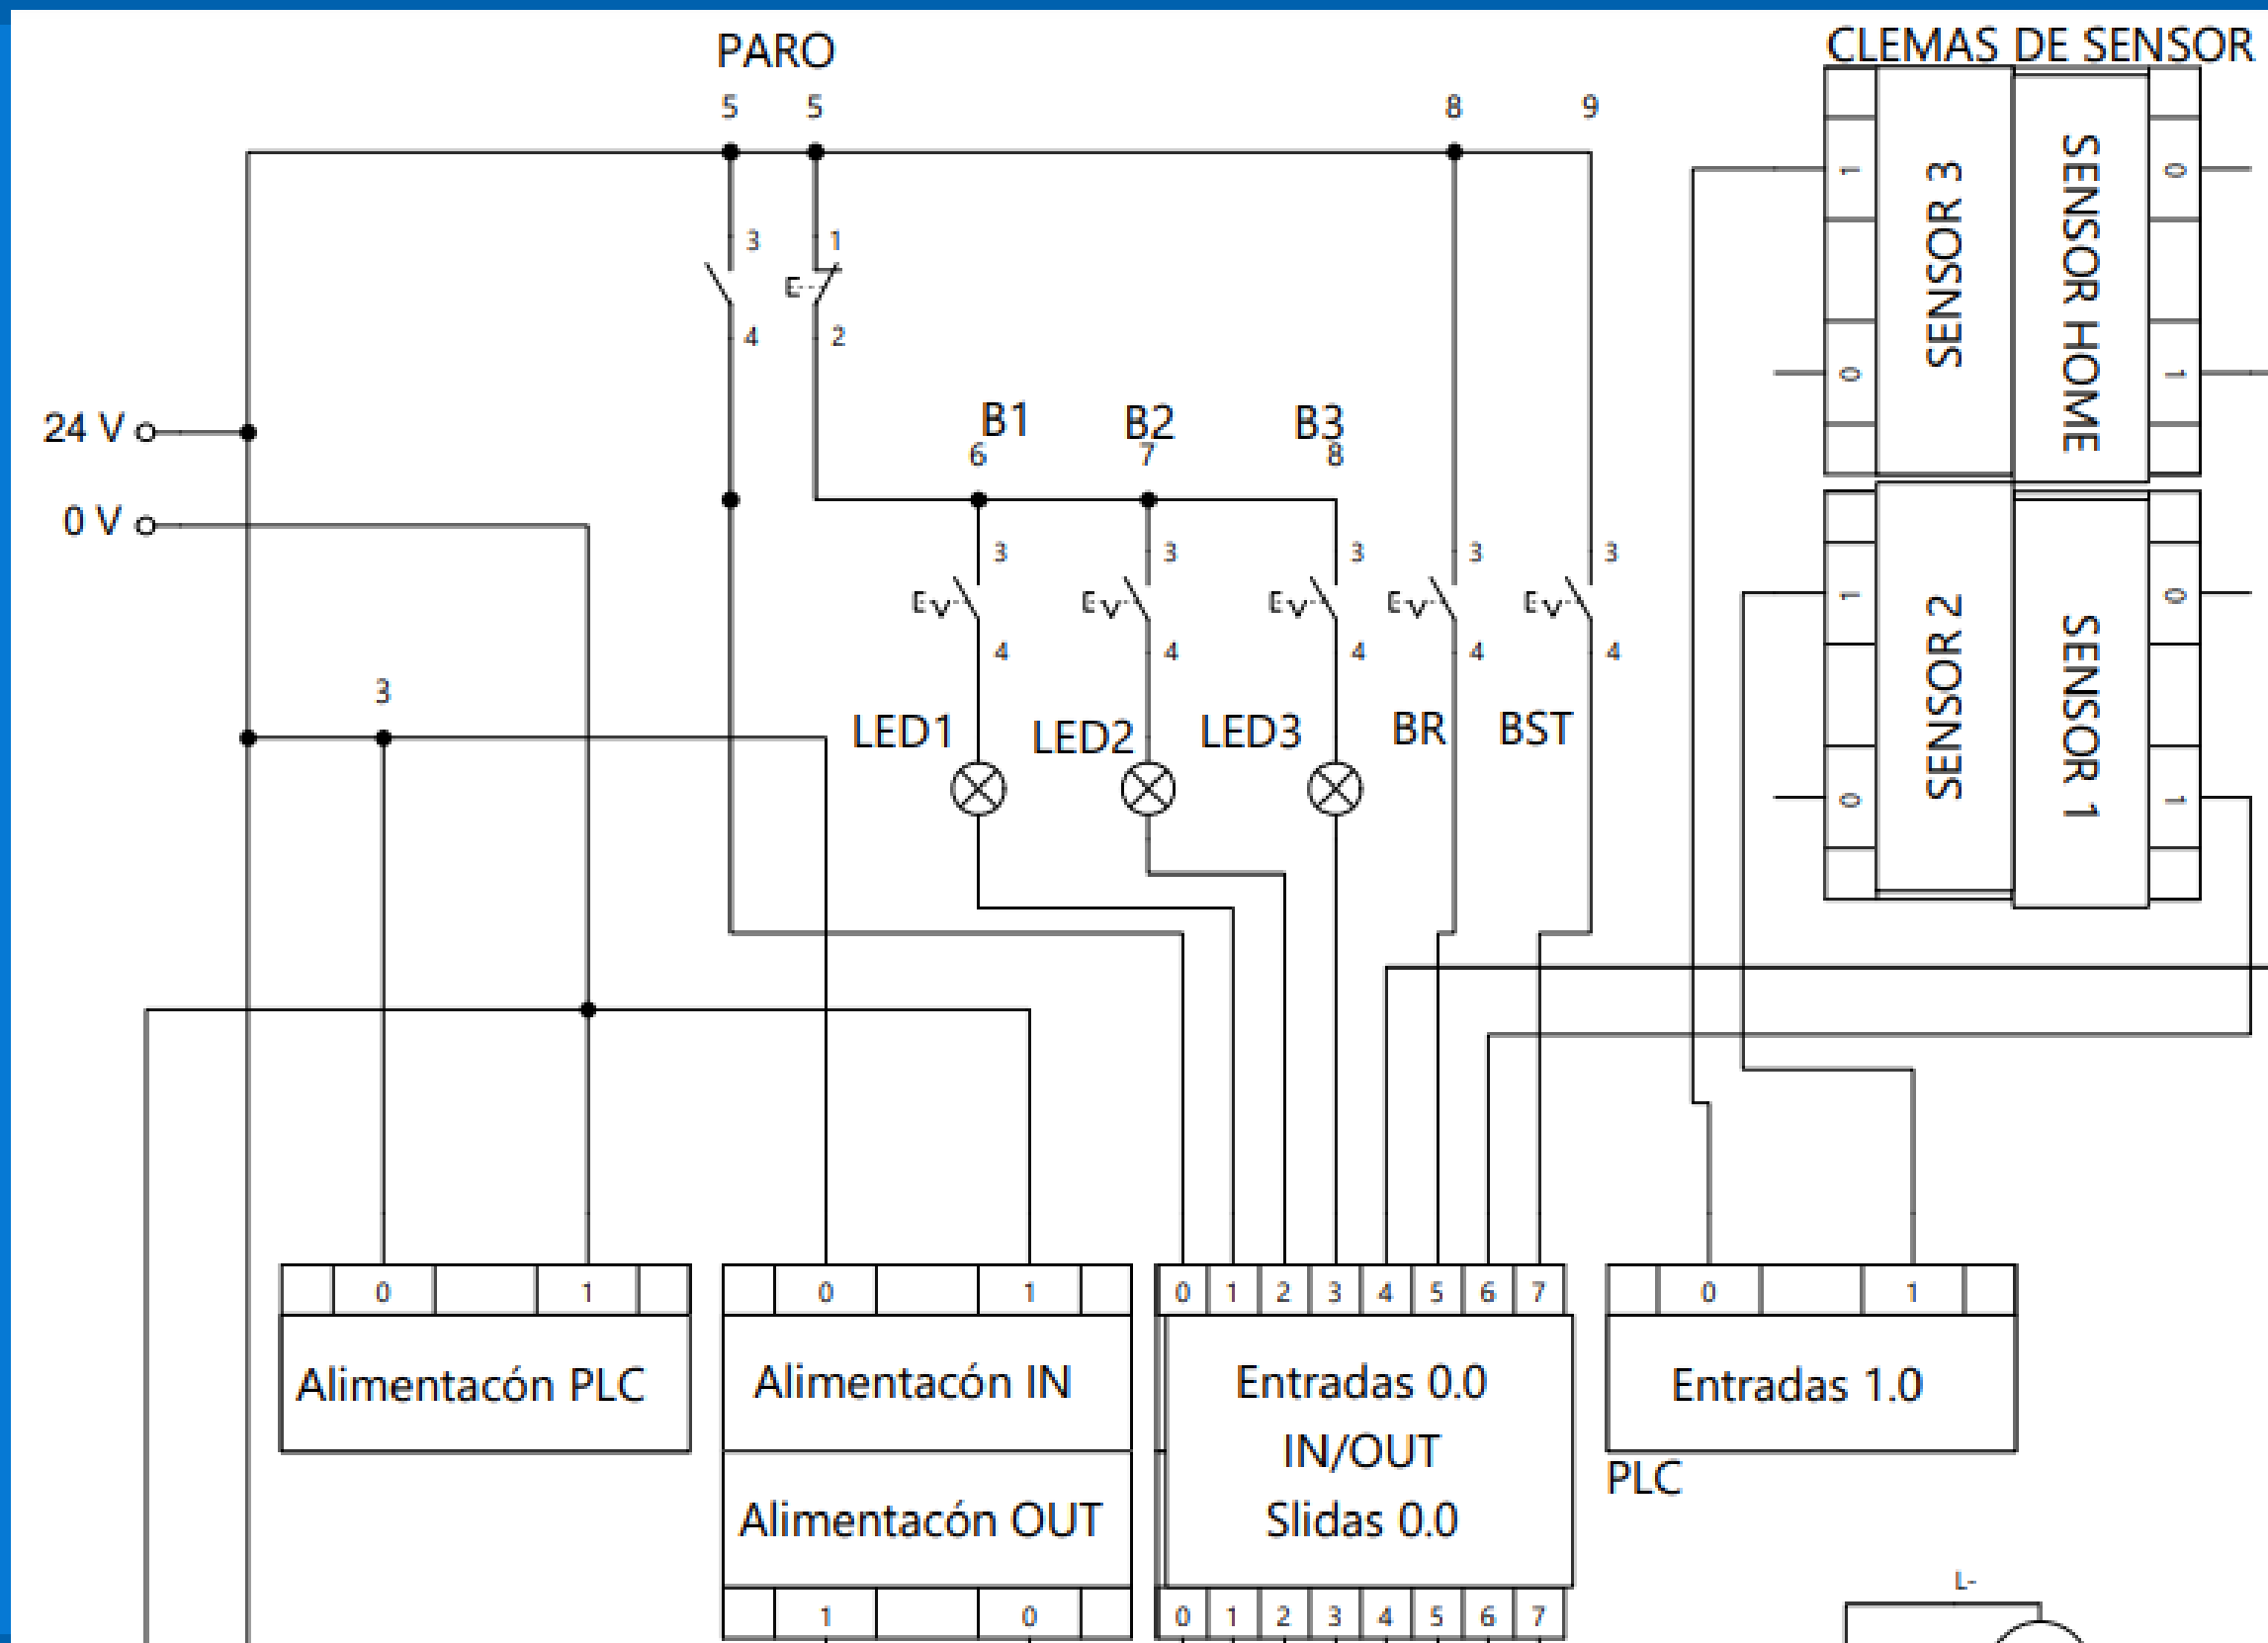 PARO
CLEMAS DE SENSOR
5 5 8 9
3 1
4 2
24 V
0 V
B1 B2 B3
6 7 8
3 3 3 3 3
E E E E E
4 4 4 4 4
3
LED1 LED2 LED3 BR BST
1 SENSOR 3 0
SENSOR HOME 0 1
1 SENSOR 2 0
SENSOR 1 0 1
0 1 0 1 0 1 2 3 4 5 6 7 0 1
Alimentacón PLC
Alimentacón IN
Alimentacón OUT
Entradas 0.0
IN/OUT
Slidas 0.0
Entradas 1.0
PLC
1 0 0 1 2 3 4 5 6 7
L-